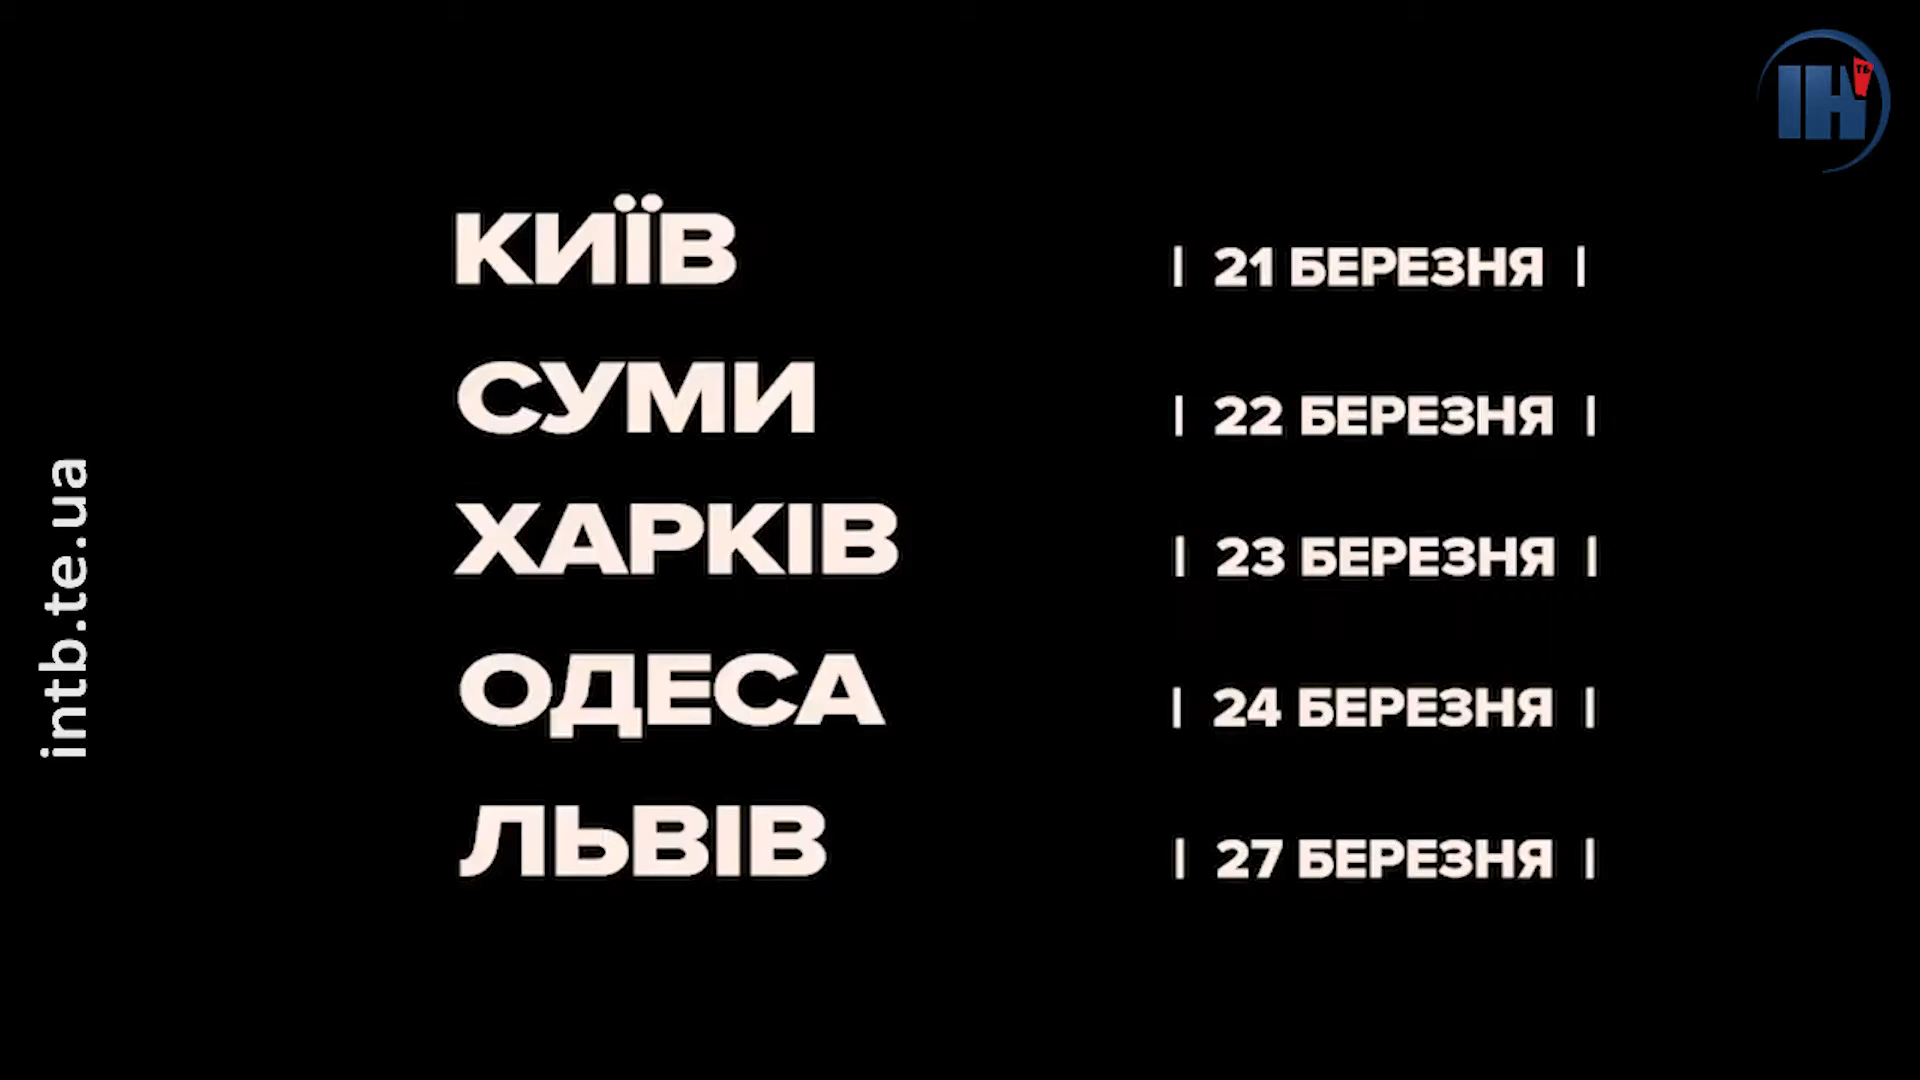 ІН ТБ
КИЇВ | 21 БЕРЕЗНЯ |
СУМИ | 22 БЕРЕЗНЯ |
ХАРКІВ | 23 БЕРЕЗНЯ |
ОДЕСА | 24 БЕРЕЗНЯ |
ЛЬВІВ | 27 БЕРЕЗНЯ |
intb.te.ua